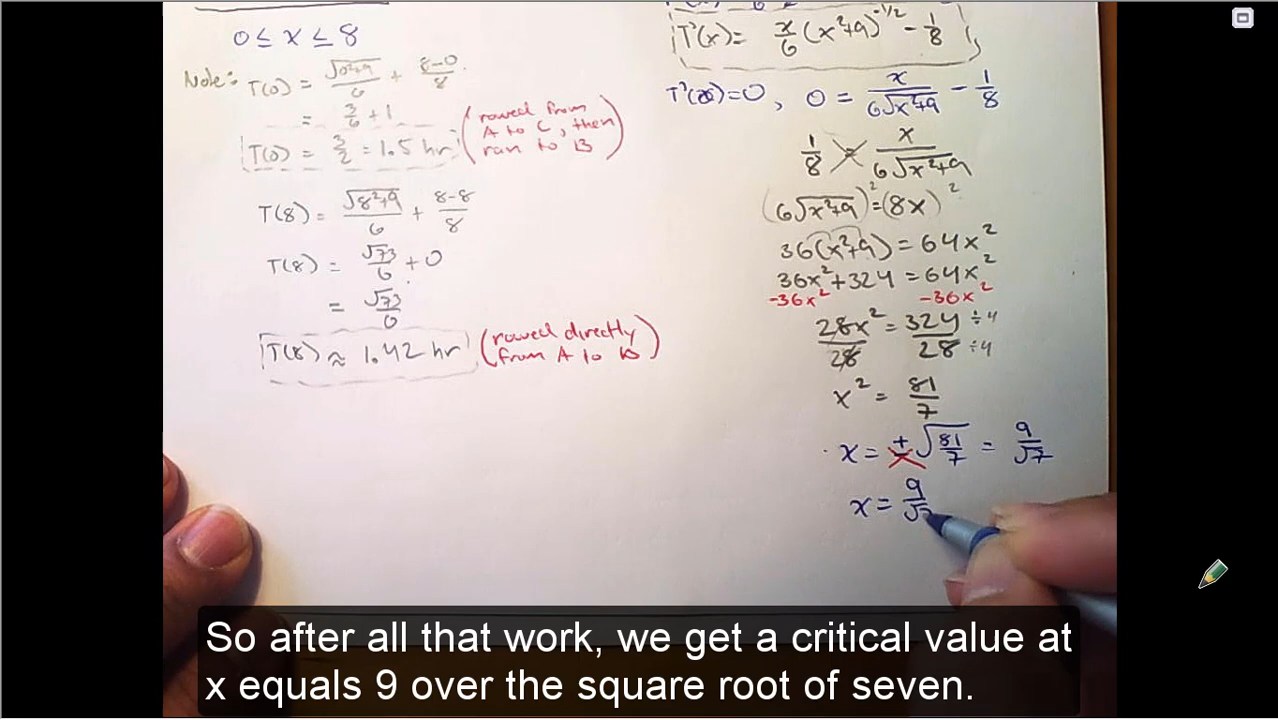 0 ≤ x ≤ 8
Note: T(0) = √(0²+9)/6 + (8-0)/8
= 3/6 + 1
T(0) = 3/2 = 1.5 hr (rowed from A to C, then ran to B)
T(8) = √(8²+9)/6 + (8-8)/8
T(8) = √73/6 + 0
= √73/6
T(8) ≈ 1.42 hr (rowed directly from A to B)
T'(x) = x/6 (x²+9)^(-1/2) - 1/8
T'(x) = 0, 0 = x/(6√(x²+9)) - 1/8
1/8 = x/(6√(x²+9))
(6√(x²+9))² = (8x)²
36(x²+9) = 64x²
36x² + 324 = 64x²
-36x² -36x²
28x²/28 = 324/28 ÷4 ÷4
x² = 81/7
x = ±√(81/7) = 9/√7
x = 9/√7
So after all that work, we get a critical value at
x equals 9 over the square root of seven.